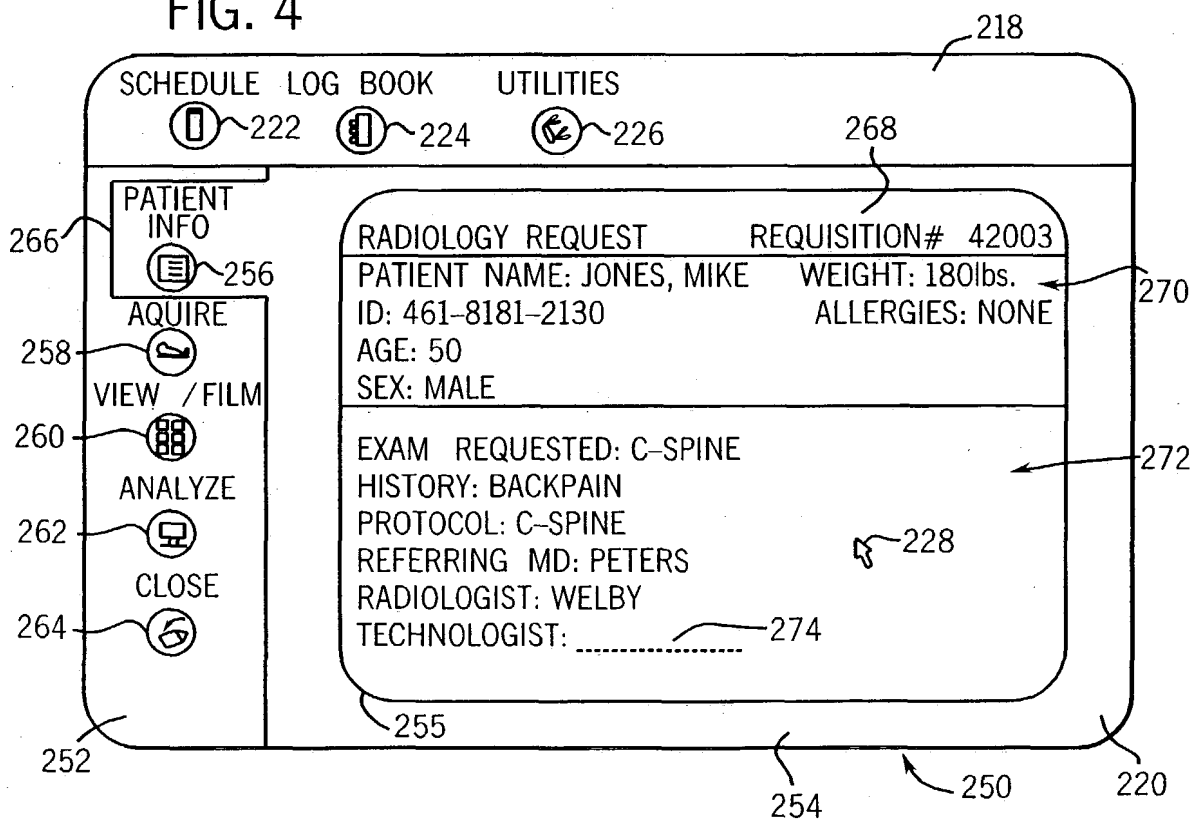 FIG. 4
218
SCHEDULE LOG BOOK UTILITIES
222 224 226
268
266
PATIENT
INFO
256
AQUIRE
258
VIEW /FILM
260
ANALYZE
262
CLOSE
264
RADIOLOGY REQUEST REQUISITION# 42003
PATIENT NAME: JONES, MIKE WEIGHT: 180lbs.
270
ID: 461-8181-2130 ALLERGIES: NONE
AGE: 50
SEX: MALE
EXAM REQUESTED: C-SPINE
272
HISTORY: BACKPAIN
PROTOCOL: C-SPINE
228
REFERRING MD: PETERS
RADIOLOGIST: WELBY
TECHNOLOGIST:
274
255
252
254
250
220